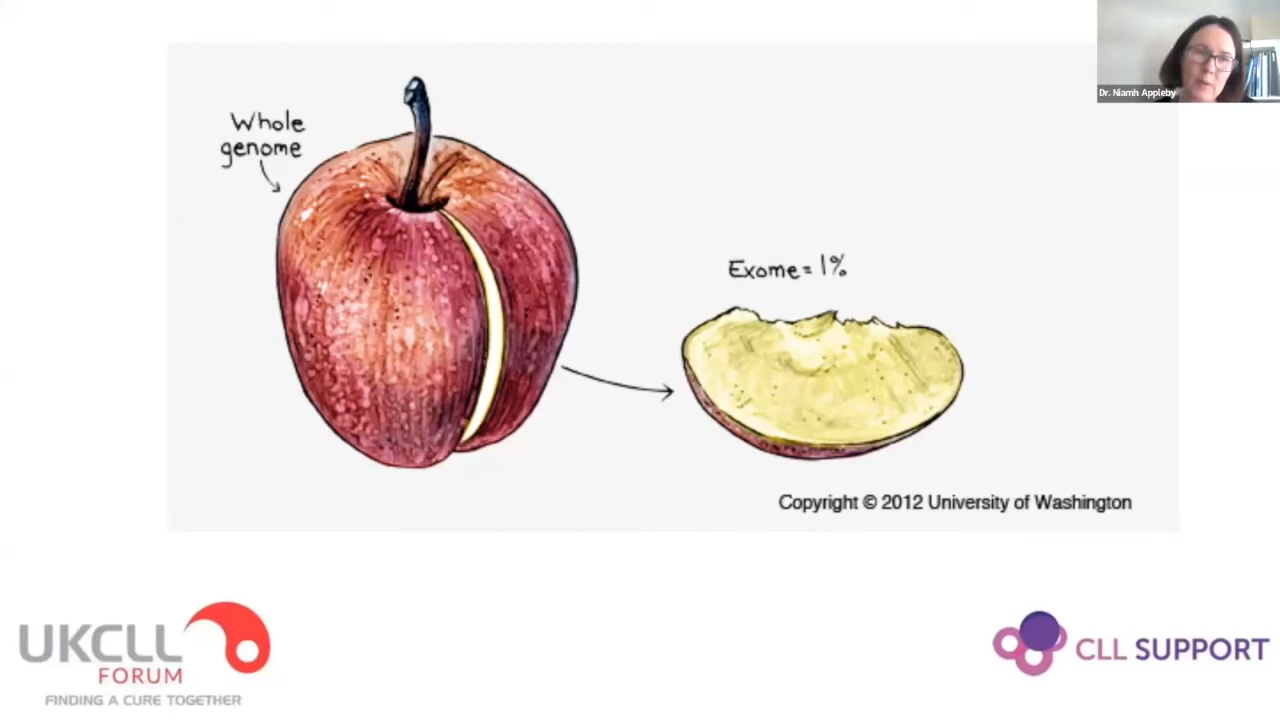 Dr. Niamh Appleby
Whole
genome
Exome = 1%
Copyright © 2012 University of Washington
UKCLL
FORUM
FINDING A CURE TOGETHER
CLL SUPPORT